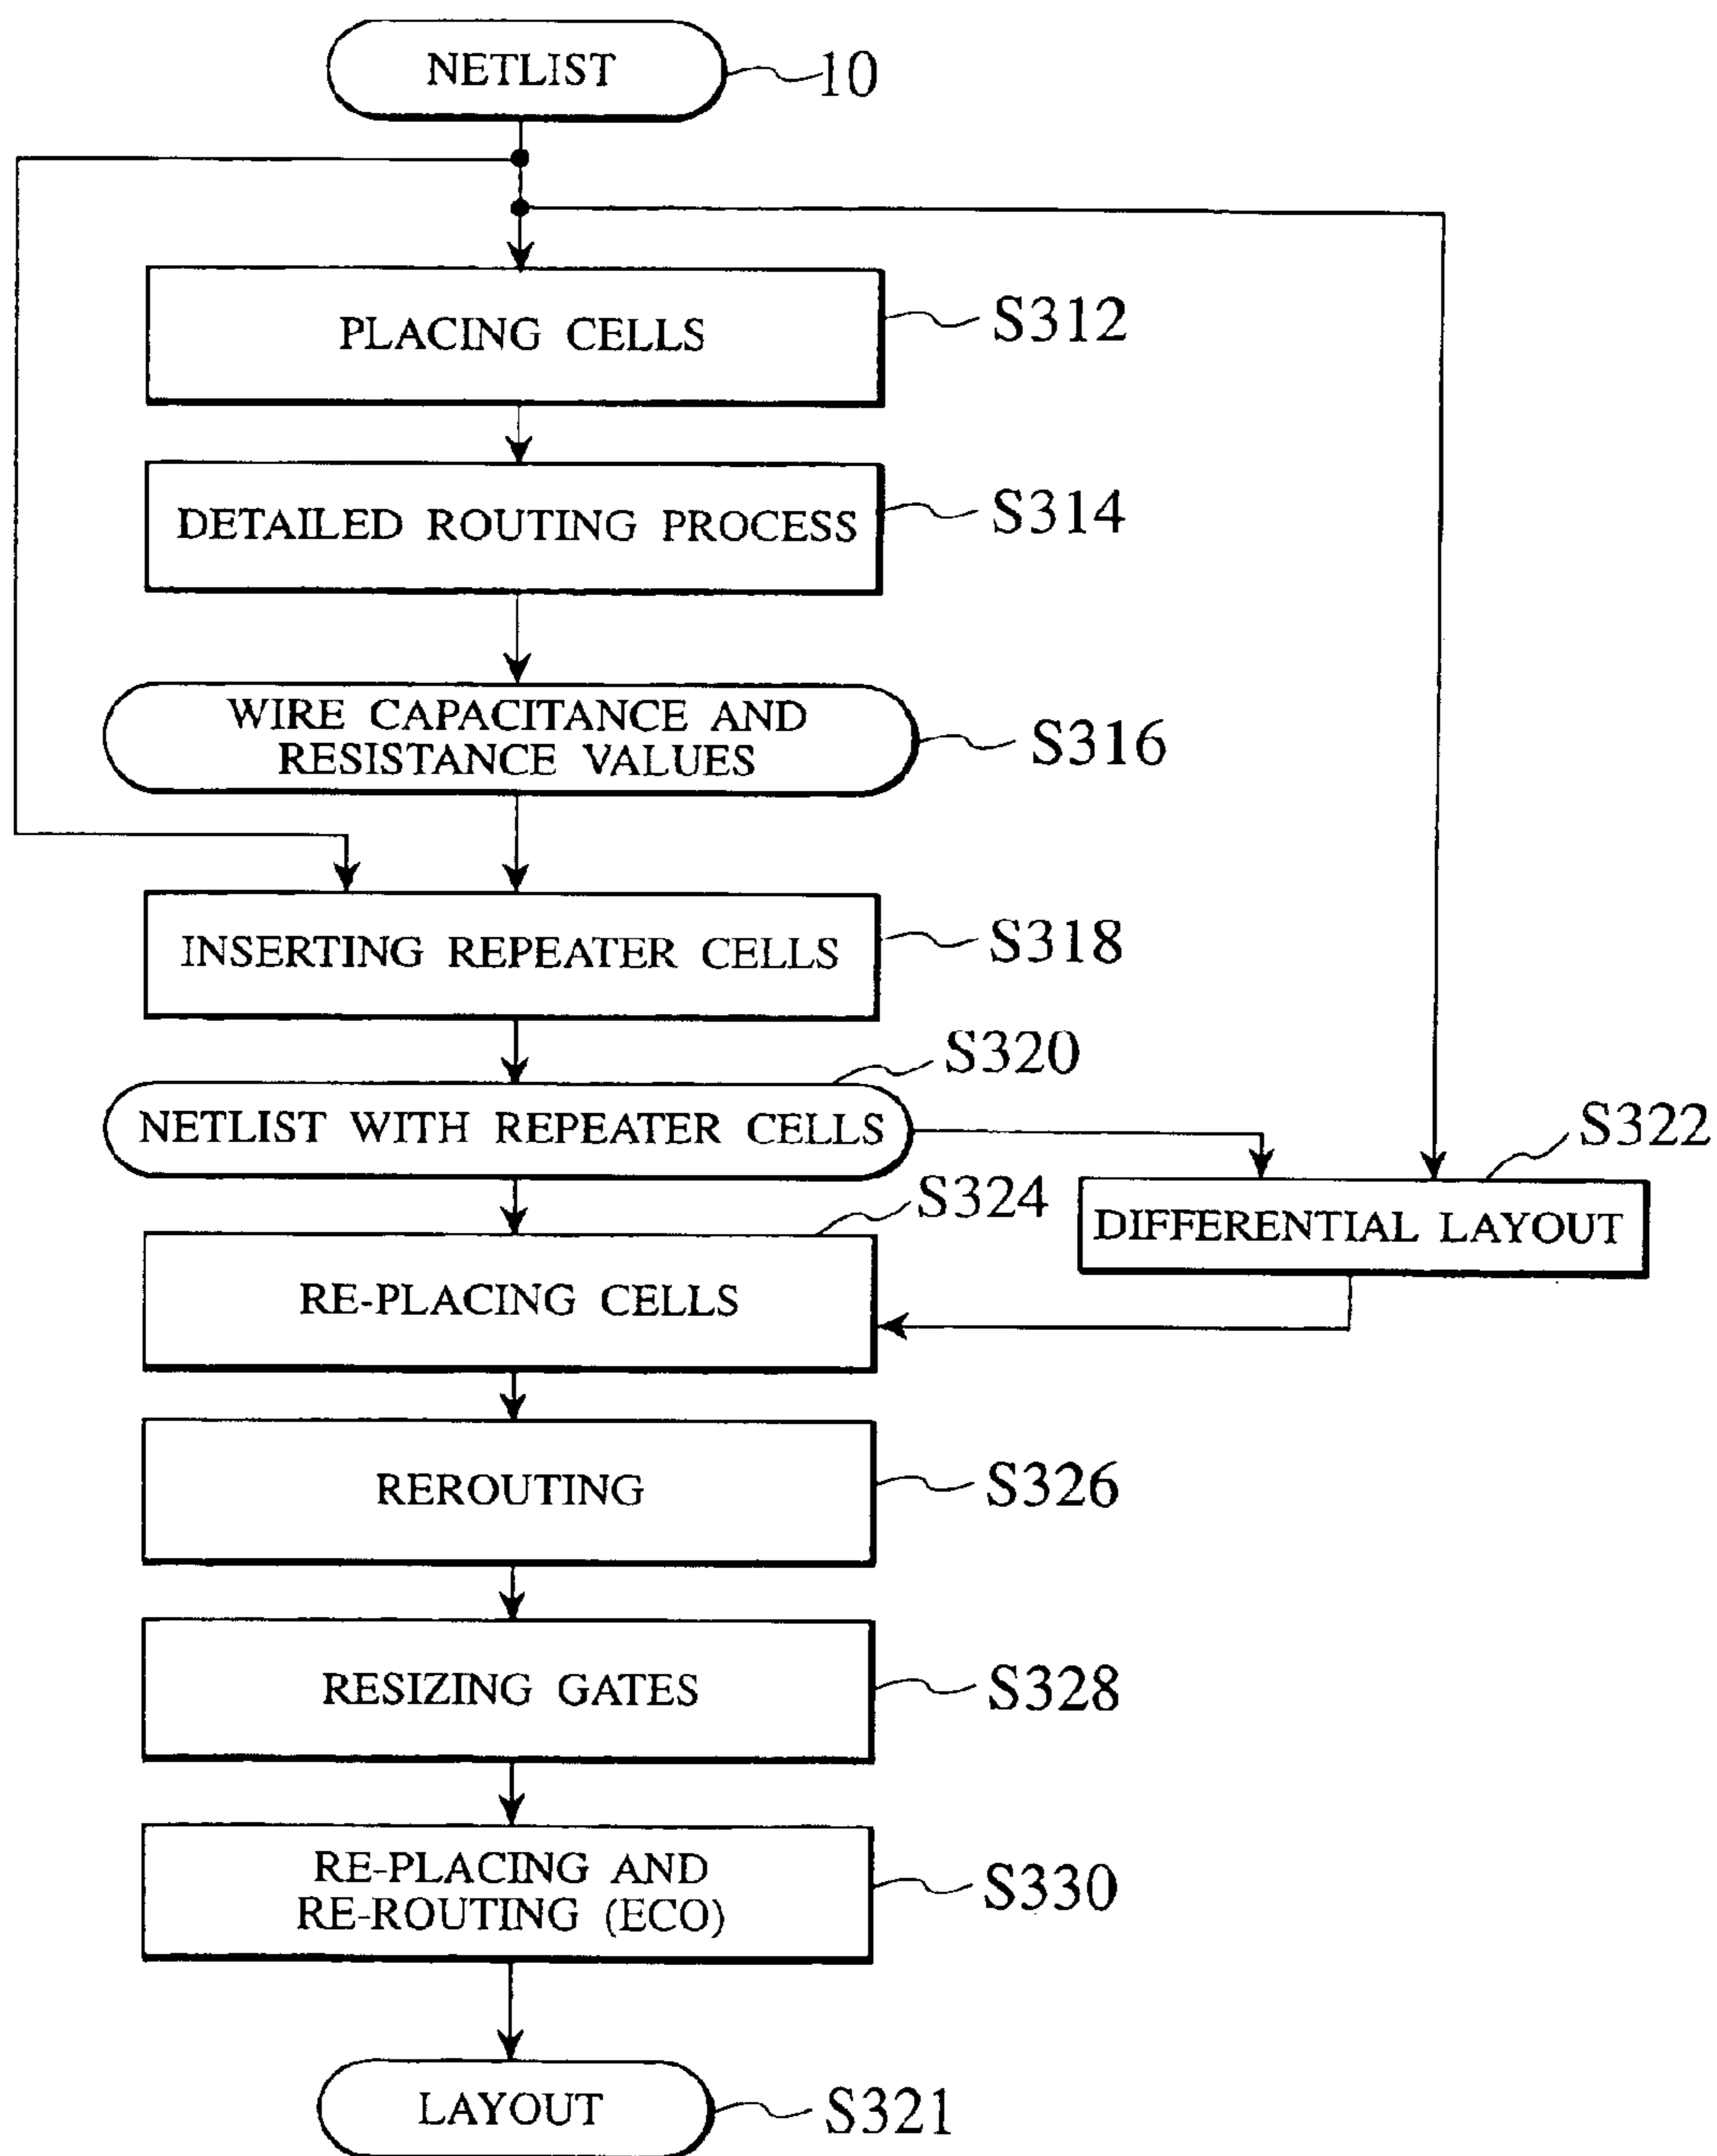 NETLIST
10
PLACING CELLS
S312
DETAILED ROUTING PROCESS
S314
WIRE CAPACITANCE AND
RESISTANCE VALUES
S316
INSERTING REPEATER CELLS
S318
S320
NETLIST WITH REPEATER CELLS
S322
DIFFERENTIAL LAYOUT
S324
RE-PLACING CELLS
REROUTING
S326
RESIZING GATES
S328
RE-PLACING AND
RE-ROUTING (ECO)
S330
LAYOUT
S321